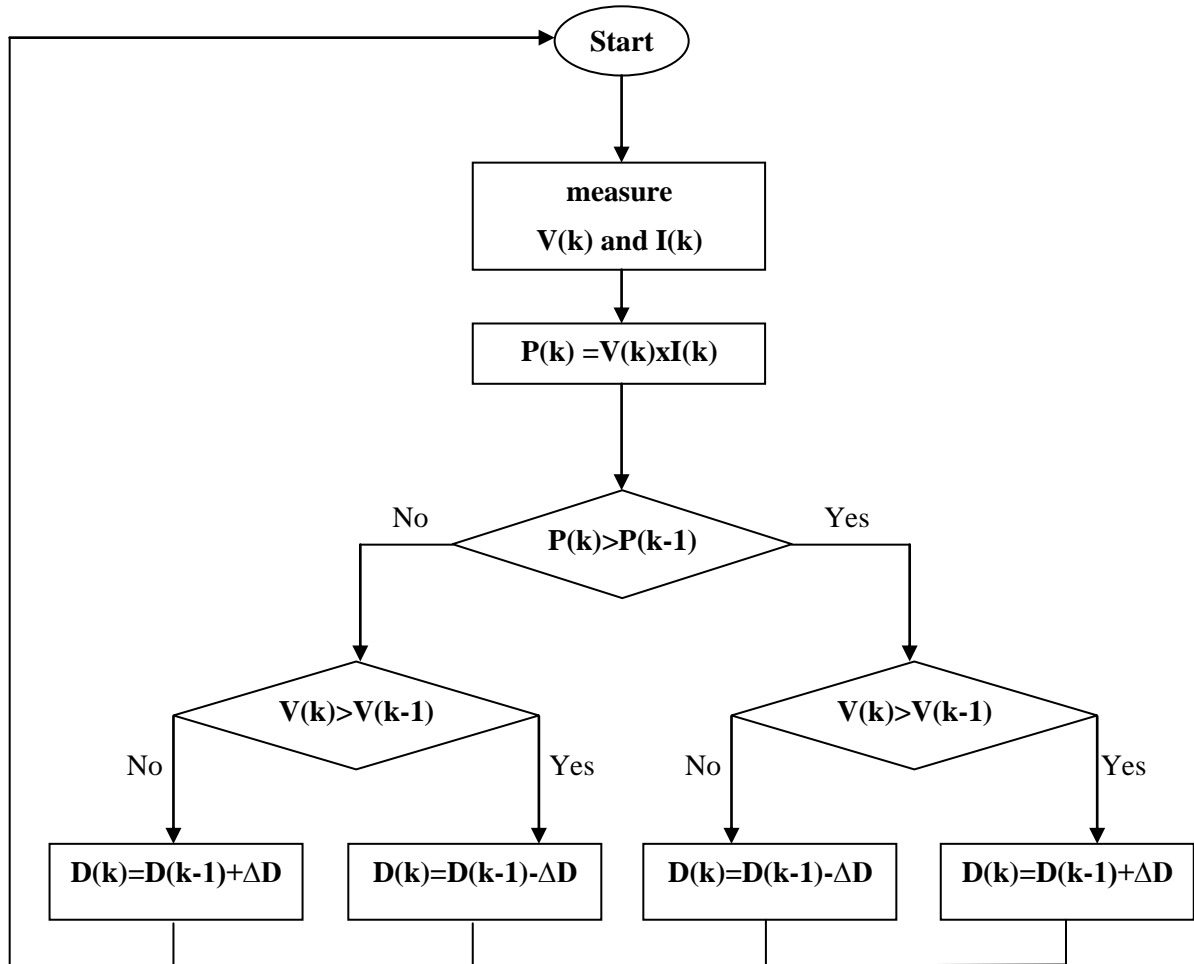 Start
measure
V(k) and I(k)
P(k) =V(k)xI(k)
No
Yes
P(k)>P(k-1)
V(k)>V(k-1)
V(k)>V(k-1)
No
Yes
No
Yes
D(k)=D(k-1)+ΔD
D(k)=D(k-1)-ΔD
D(k)=D(k-1)-ΔD
D(k)=D(k-1)+ΔD